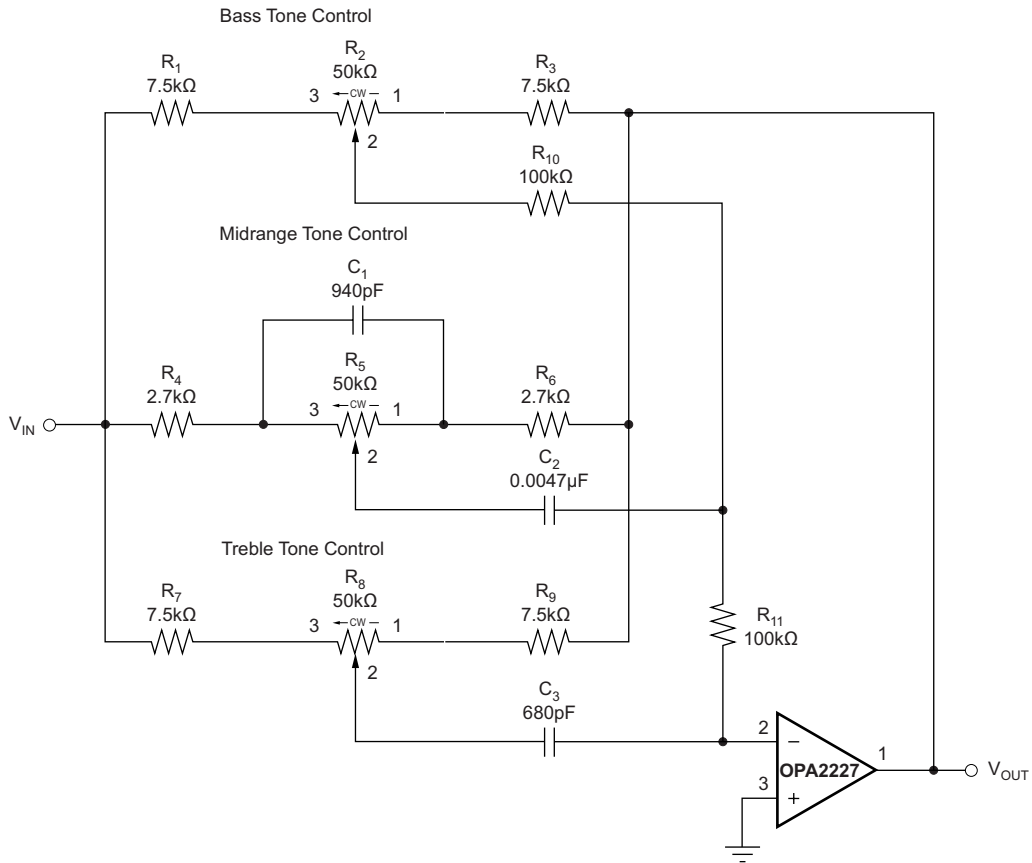 Bass Tone Control
R1
7.5kΩ
R2
50kΩ
R3
7.5kΩ
3
CW
1
2
R10
100kΩ
Midrange Tone Control
C1
940pF
R4
2.7kΩ
R5
50kΩ
R6
2.7kΩ
3
CW
1
VIN
2
C2
0.0047µF
Treble Tone Control
R7
7.5kΩ
R8
50kΩ
R9
7.5kΩ
3
CW
1
R11
100kΩ
2
C3
680pF
2
−
1
OPA2227
VOUT
3
+